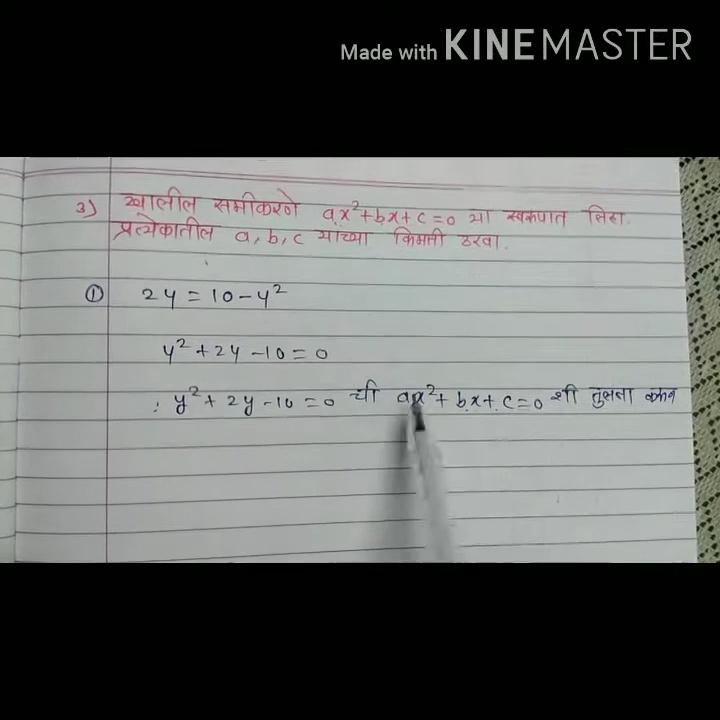 Made with KINEMASTER
3) खालील समीकरणे ax²+bx+c=0 या स्वरूपात लिहा.
प्रत्येकातील a, b, c यांच्या किमती ठरवा.
① 2y = 10 - y²
y² + 2y - 10 = 0
∴ y² + 2y - 10 = 0 ची ax² + bx + c = 0 शी तुलना करून